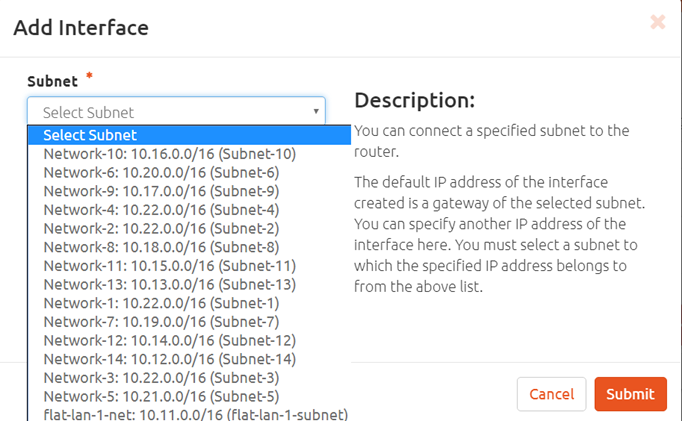 Add Interface
×
Subnet *
Select Subnet
Select Subnet
Network-10: 10.16.0.0/16 (Subnet-10)
Network-6: 10.20.0.0/16 (Subnet-6)
Network-9: 10.17.0.0/16 (Subnet-9)
Network-4: 10.22.0.0/16 (Subnet-4)
Network-2: 10.22.0.0/16 (Subnet-2)
Network-8: 10.18.0.0/16 (Subnet-8)
Network-11: 10.15.0.0/16 (Subnet-11)
Network-13: 10.13.0.0/16 (Subnet-13)
Network-1: 10.22.0.0/16 (Subnet-1)
Network-7: 10.19.0.0/16 (Subnet-7)
Network-12: 10.14.0.0/16 (Subnet-12)
Network-14: 10.12.0.0/16 (Subnet-14)
Network-3: 10.22.0.0/16 (Subnet-3)
Network-5: 10.21.0.0/16 (Subnet-5)
flat-lan-1-net: 10.11.0.0/16 (flat-lan-1-subnet)
Description:
You can connect a specified subnet to the
router.
The default IP address of the interface
created is a gateway of the selected subnet.
You can specify another IP address of the
interface here. You must select a subnet to
which the specified IP address belongs to
from the above list.
Cancel
Submit